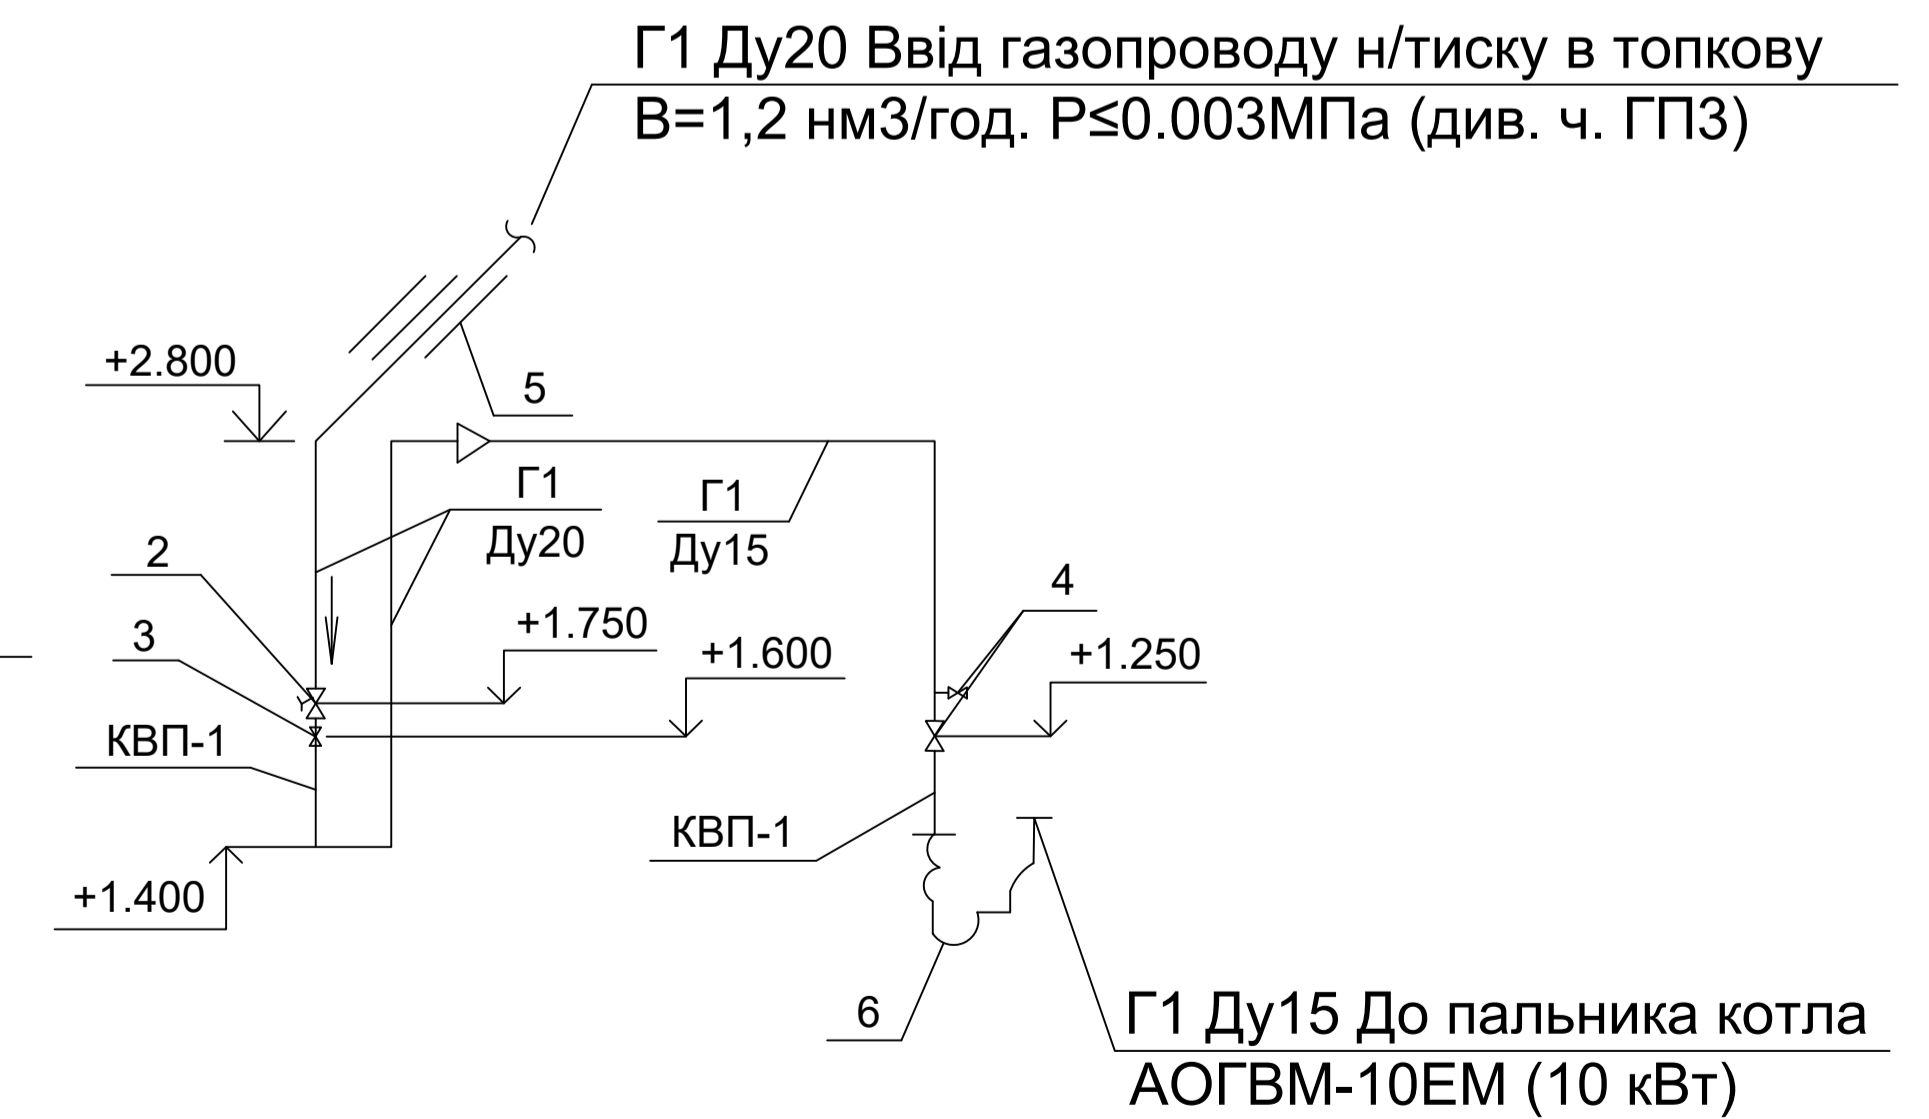 Г1 Ду20 Ввід газопроводу н/тиску в топкову
В=1,2 нм3/год. Р≤0.003МПа (див. ч. ГП3)
+2.800
5
Г1
Ду20
Г1
Ду15
2
4
3
+1.750
+1.600
+1.250
КВП-1
КВП-1
+1.400
6
Г1 Ду15 До пальника котла
АОГВМ-10ЕМ (10 кВт)